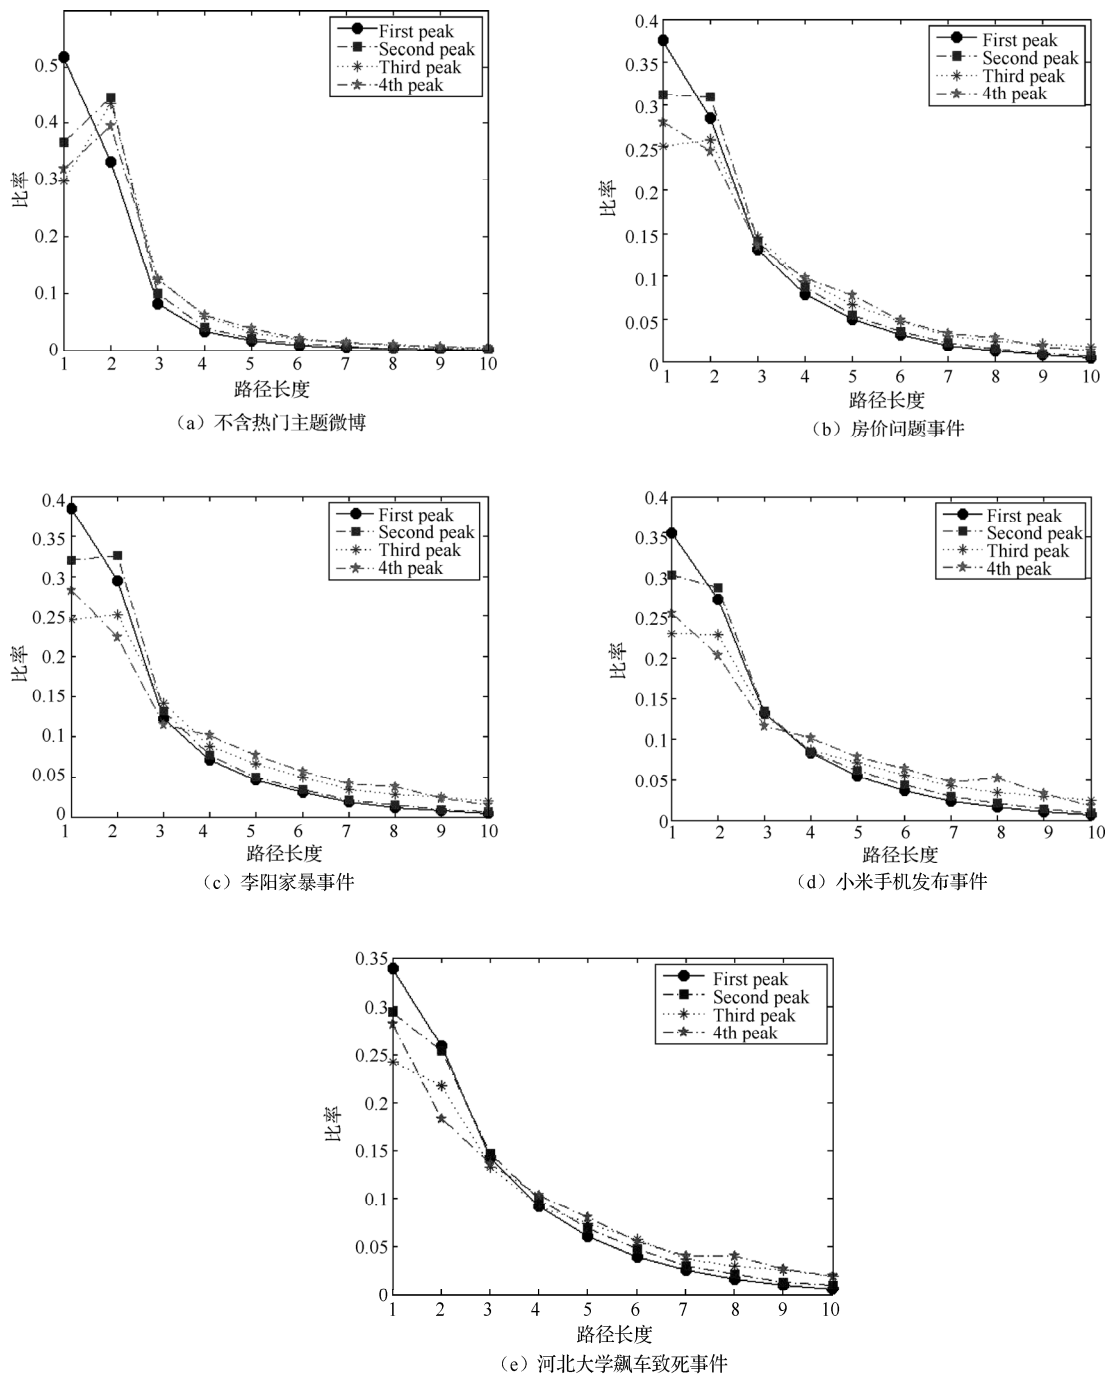 0.5
0.4
0.3
0.2
0.1
0
比率
First peak
Second peak
Third peak
4th peak
1 2 3 4 5 6 7 8 9 10
路径长度
（a）不含热门主题微博
0.4
0.35
0.3
0.25
0.2
0.15
0.1
0.05
0
比率
First peak
Second peak
Third peak
4th peak
1 2 3 4 5 6 7 8 9 10
路径长度
（b）房价问题事件
0.4
0.35
0.3
0.25
0.2
0.15
0.1
0.05
0
比率
First peak
Second peak
Third peak
4th peak
1 2 3 4 5 6 7 8 9 10
路径长度
（c）李阳家暴事件
0.4
0.35
0.3
0.25
0.2
0.15
0.1
0.05
0
比率
First peak
Second peak
Third peak
4th peak
1 2 3 4 5 6 7 8 9 10
路径长度
（d）小米手机发布事件
0.35
0.3
0.25
0.2
0.15
0.1
0.05
0
比率
First peak
Second peak
Third peak
4th peak
1 2 3 4 5 6 7 8 9 10
路径长度
（e）河北大学飙车致死事件